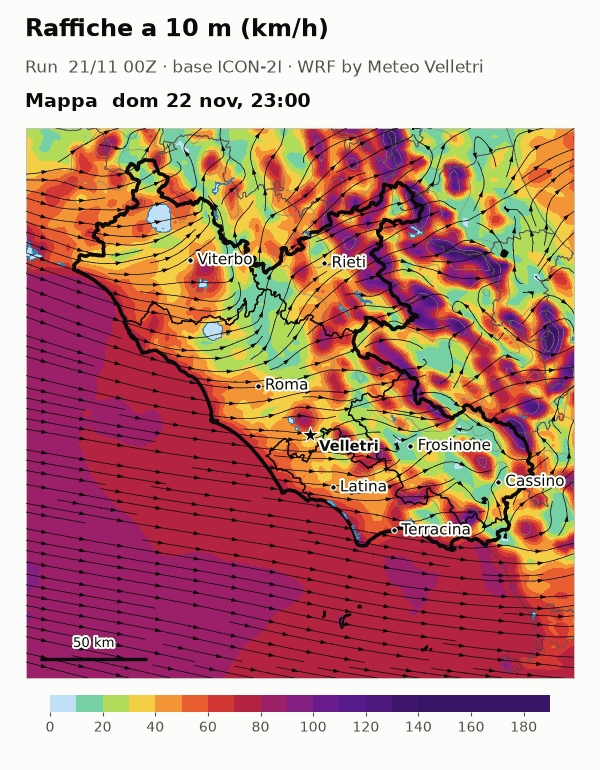 Raffiche a 10 m (km/h)
Run  21/11 00Z · base ICON-2I · WRF by Meteo Velletri
Mappa  dom 22 nov, 23:00
Viterbo
Rieti
Roma
Velletri
Frosinone
Cassino
Latina
Terracina
50 km
0 20 40 60 80 100 120 140 160 180